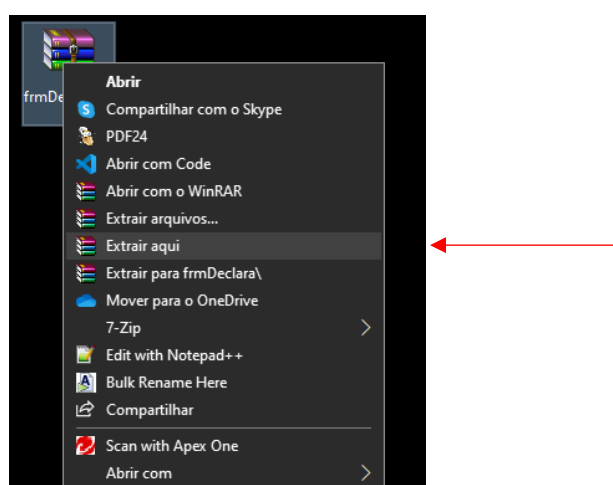 frmDe
Abrir
Compartilhar com o Skype
PDF24
Abrir com Code
Abrir com o WinRAR
Extrair arquivos...
Extrair aqui
Extrair para frmDeclara\
Mover para o OneDrive
7-Zip
Edit with Notepad++
Bulk Rename Here
Compartilhar
Scan with Apex One
Abrir com